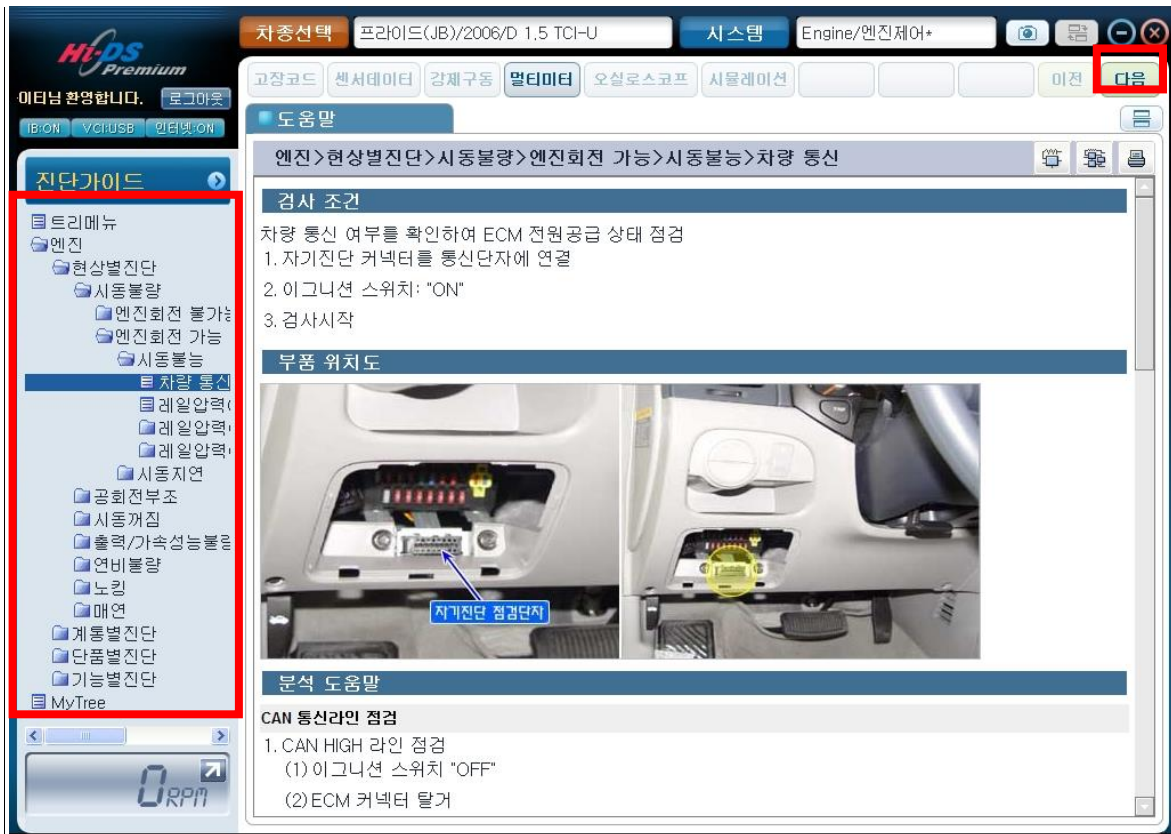 Hi-DS
Premium
이티님 환영합니다. 로그아웃
IB:ON VCI:USB 인터넷:ON
차종선택 프라이드(JB)/2006/D 1.5 TCI-U 시스템 Engine/엔진제어*
고장코드 센서데이터 강제구동 멀티미터 오실로스코프 시뮬레이션 이전 다음
진단가이드
트리메뉴
엔진
현상별진단
시동불량
엔진회전 불가능
엔진회전 가능
시동불능
차량 통신
레일압력(
레일압력(
레일압력(
시동지연
공회전부조
시동꺼짐
출력/가속성능불량
연비불량
노킹
매연
계통별진단
단품별진단
기능별진단
MyTree
0 RPM
도움말
엔진>현상별진단>시동불량>엔진회전 가능>시동불능>차량 통신
검사 조건
차량 통신 여부를 확인하여 ECM 전원공급 상태 점검
1. 자기진단 커넥터를 통신단자에 연결
2. 이그니션 스위치: "ON"
3. 검사시작
부품 위치도
자기진단 점검단자
분석 도움말
CAN 통신라인 점검
1. CAN HIGH 라인 점검
(1) 이그니션 스위치 "OFF"
(2) ECM 커넥터 탈거